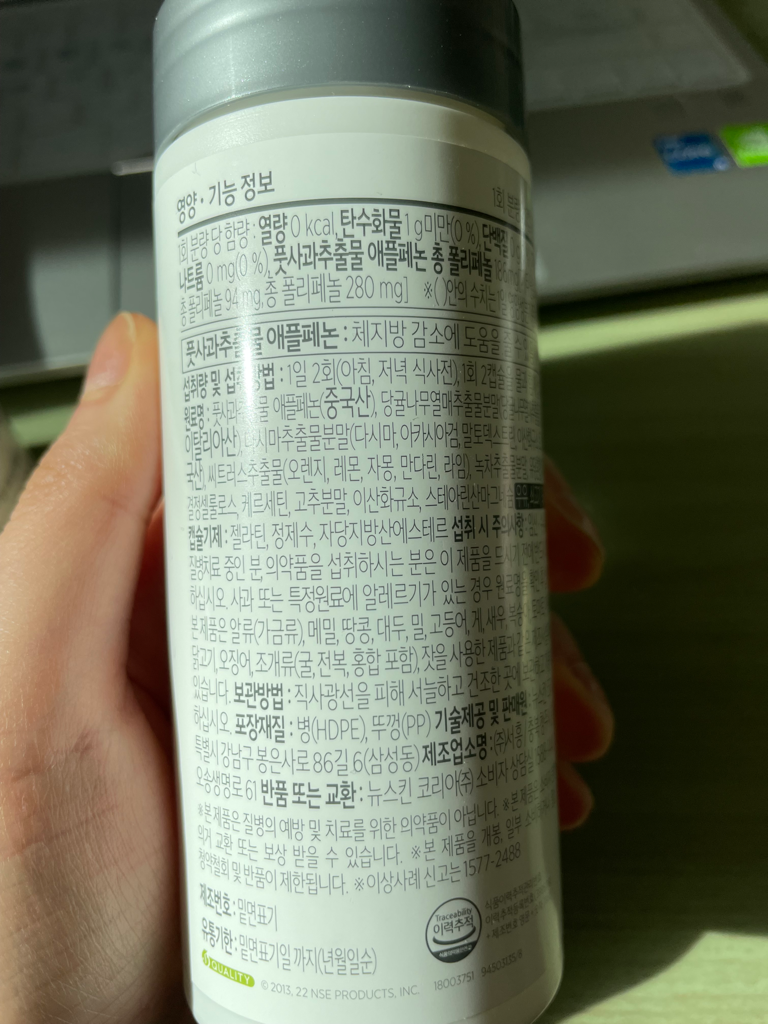 영양·기능 정보
1회 분량
1회 분량 당 함량 : 열량 0 kcal, 탄수화물 1 g미만(0 %), 단백질
나트륨 0 mg(0 %), 풋사과추출물 애플페논 총 폴리페놀
총 폴리페놀 94 mg, 총 폴리페놀 280 mg] ※( )안의 수치는
풋사과추출물 애플페논 : 체지방 감소에 도움을
섭취량 및 섭취방법 : 1일 2회(아침, 저녁 식사전), 1회 2캡슐을
원료명 : 풋사과추출물 애플페논(중국산), 당귤나무열매추출물분말
이탈리아산), 다시마추출물분말(다시마, 아카시아검, 말토덱스트린
국산), 씨트러스추출물(오렌지, 레몬, 자몽, 만다린, 라임), 녹차추출물분말
결정셀룰로스, 케르세틴, 고추분말, 이산화규소, 스테아린산마그네슘
캡슐기제 : 젤라틴, 정제수, 자당지방산에스테르 섭취 시 주의사항
질병치료 중인 분, 의약품을 섭취하시는 분은 이 제품을 드시기 전에
하십시오. 사과 또는 특정원료에 알레르기가 있는 경우 원료명을
본 제품은 알류(가금류), 메밀, 땅콩, 대두, 밀, 고등어, 게, 새우,
닭고기, 오징어, 조개류(굴, 전복, 홍합 포함), 잣을 사용한 제품과
있습니다. 보관방법 : 직사광선을 피해 서늘하고 건조한 곳에
하십시오. 포장재질 : 병(HDPE), 뚜껑(PP) 기술제공 및 판매원
특별시 강남구 봉은사로 86길 6(삼성동) 제조업소명 : (주)서흥
오송생명로 61 반품 또는 교환 : 뉴스킨 코리아(주) 소비자 상담실
※본 제품은 질병의 예방 및 치료를 위한 의약품이 아닙니다. ※본 제품은
의거 교환 또는 보상 받을 수 있습니다. ※본 제품을 개봉, 일부
청약철회 및 반품이 제한됩니다. ※이상사례 신고는 1577-2488
제조번호 : 밑면표기
유통기한 : 밑면표기일 까지(년월일순)
Traceability
이력추적
QUALITY
© 2013, 22 NSE PRODUCTS, INC. 18003751